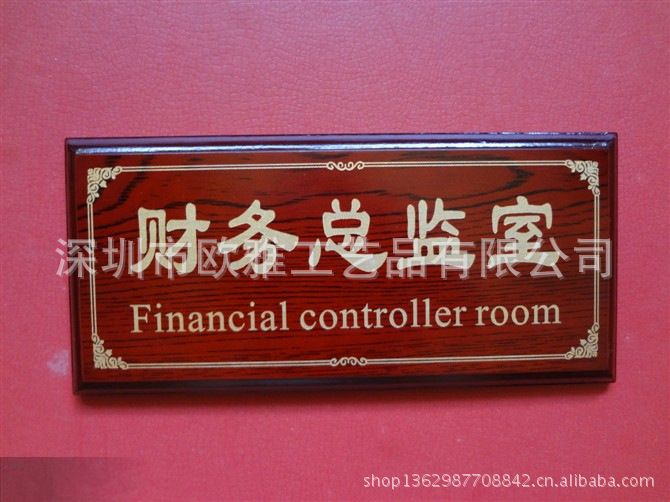 财务总监室
深圳市欧雅工艺品有限公司
Financial controller room
shop1362987708842.cn.alibaba.com